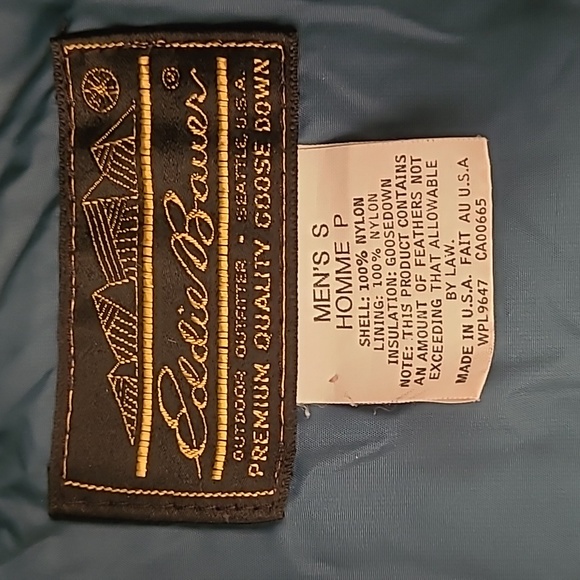 Eddie Bauer ®
OUTDOOR OUTFITTER • SEATTLE, U.S.A.
PREMIUM QUALITY GOOSE DOWN
MEN'S S
HOMME P
SHELL: 100% NYLON
LINING: 100% NYLON
INSULATION: GOOSEDOWN
NOTE: THIS PRODUCT CONTAINS
AN AMOUNT OF FEATHERS NOT
EXCEEDING THAT ALLOWABLE
BY LAW.
MADE IN U.S.A. FAIT AU U.S.A
WPL9647 CA00665